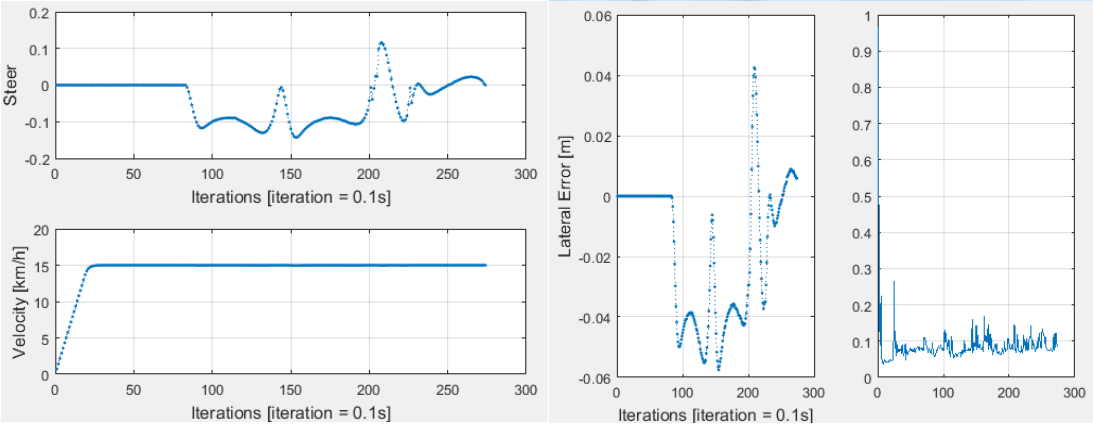 0.2
0.1
0
-0.1
-0.2
Steer
0 50 100 150 200 250 300
Iterations [iteration = 0.1s]
20
15
10
5
0
Velocity [km/h]
0 50 100 150 200 250 300
Iterations [iteration = 0.1s]
0.06
0.04
0.02
0
-0.02
-0.04
-0.06
Lateral Error [m]
0 100 200 300
Iterations [iteration = 0.1s]
1
0.9
0.8
0.7
0.6
0.5
0.4
0.3
0.2
0.1
0
0 100 200 300